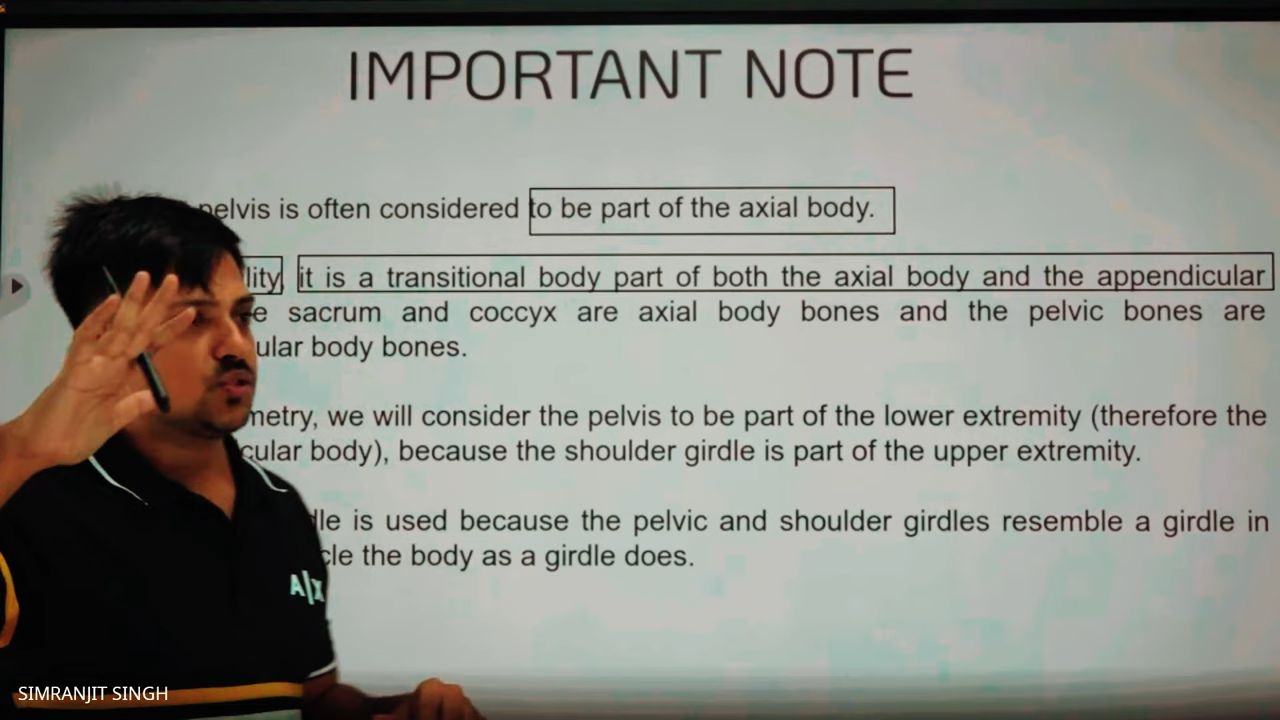 IMPORTANT NOTE
pelvis is often considered to be part of the axial body.
lity it is a transitional body part of both the axial body and the appendicular
e sacrum and coccyx are axial body bones and the pelvic bones are
ular body bones.
metry, we will consider the pelvis to be part of the lower extremity (therefore the
cular body), because the shoulder girdle is part of the upper extremity.
dle is used because the pelvic and shoulder girdles resemble a girdle in
cle the body as a girdle does.
A|X
SIMRANJIT SINGH